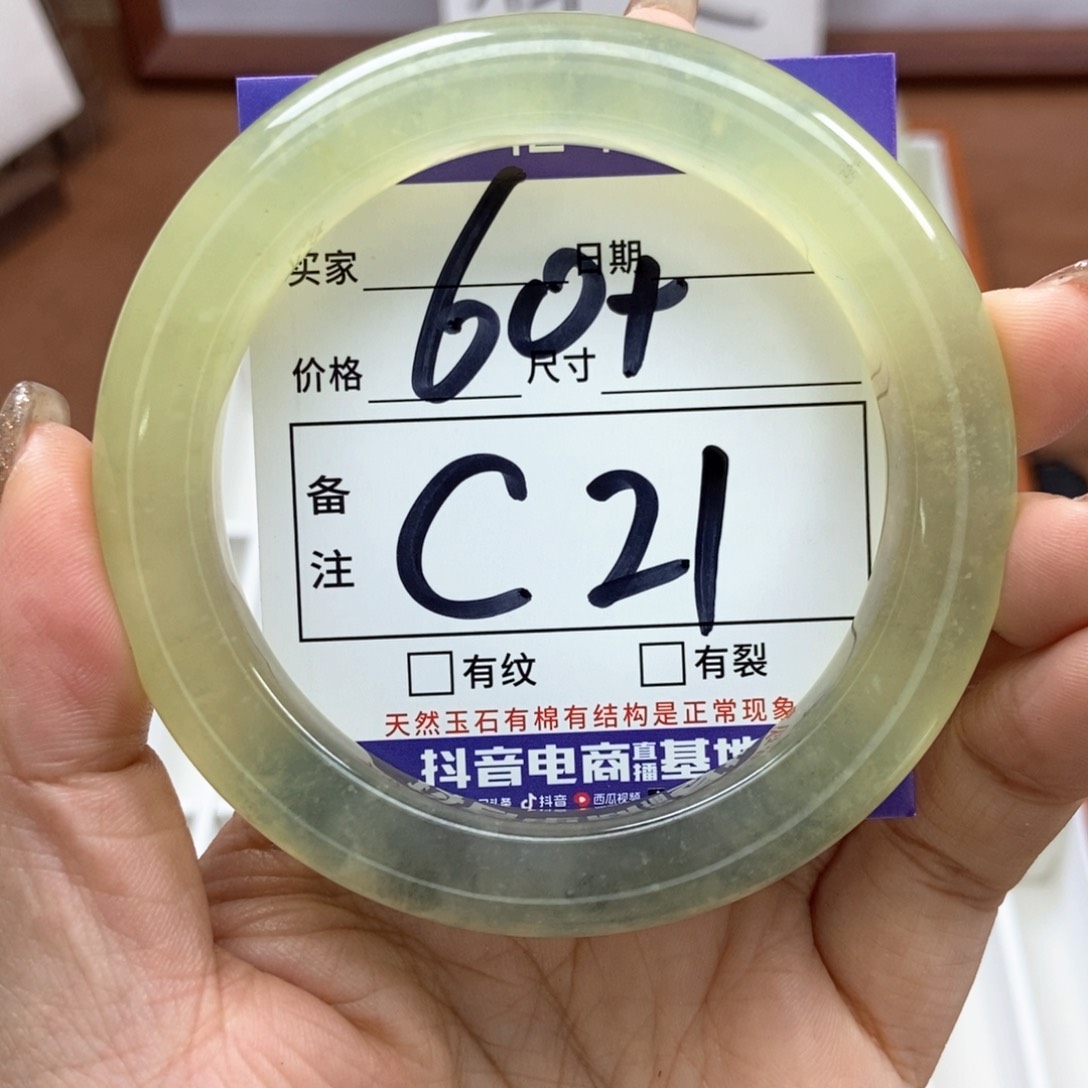 60+
买家 日期
价格 尺寸
备注
C21
有纹 有裂
天然玉石有棉有结构是正常现象
抖音电商直播基地
抖音 西瓜视频